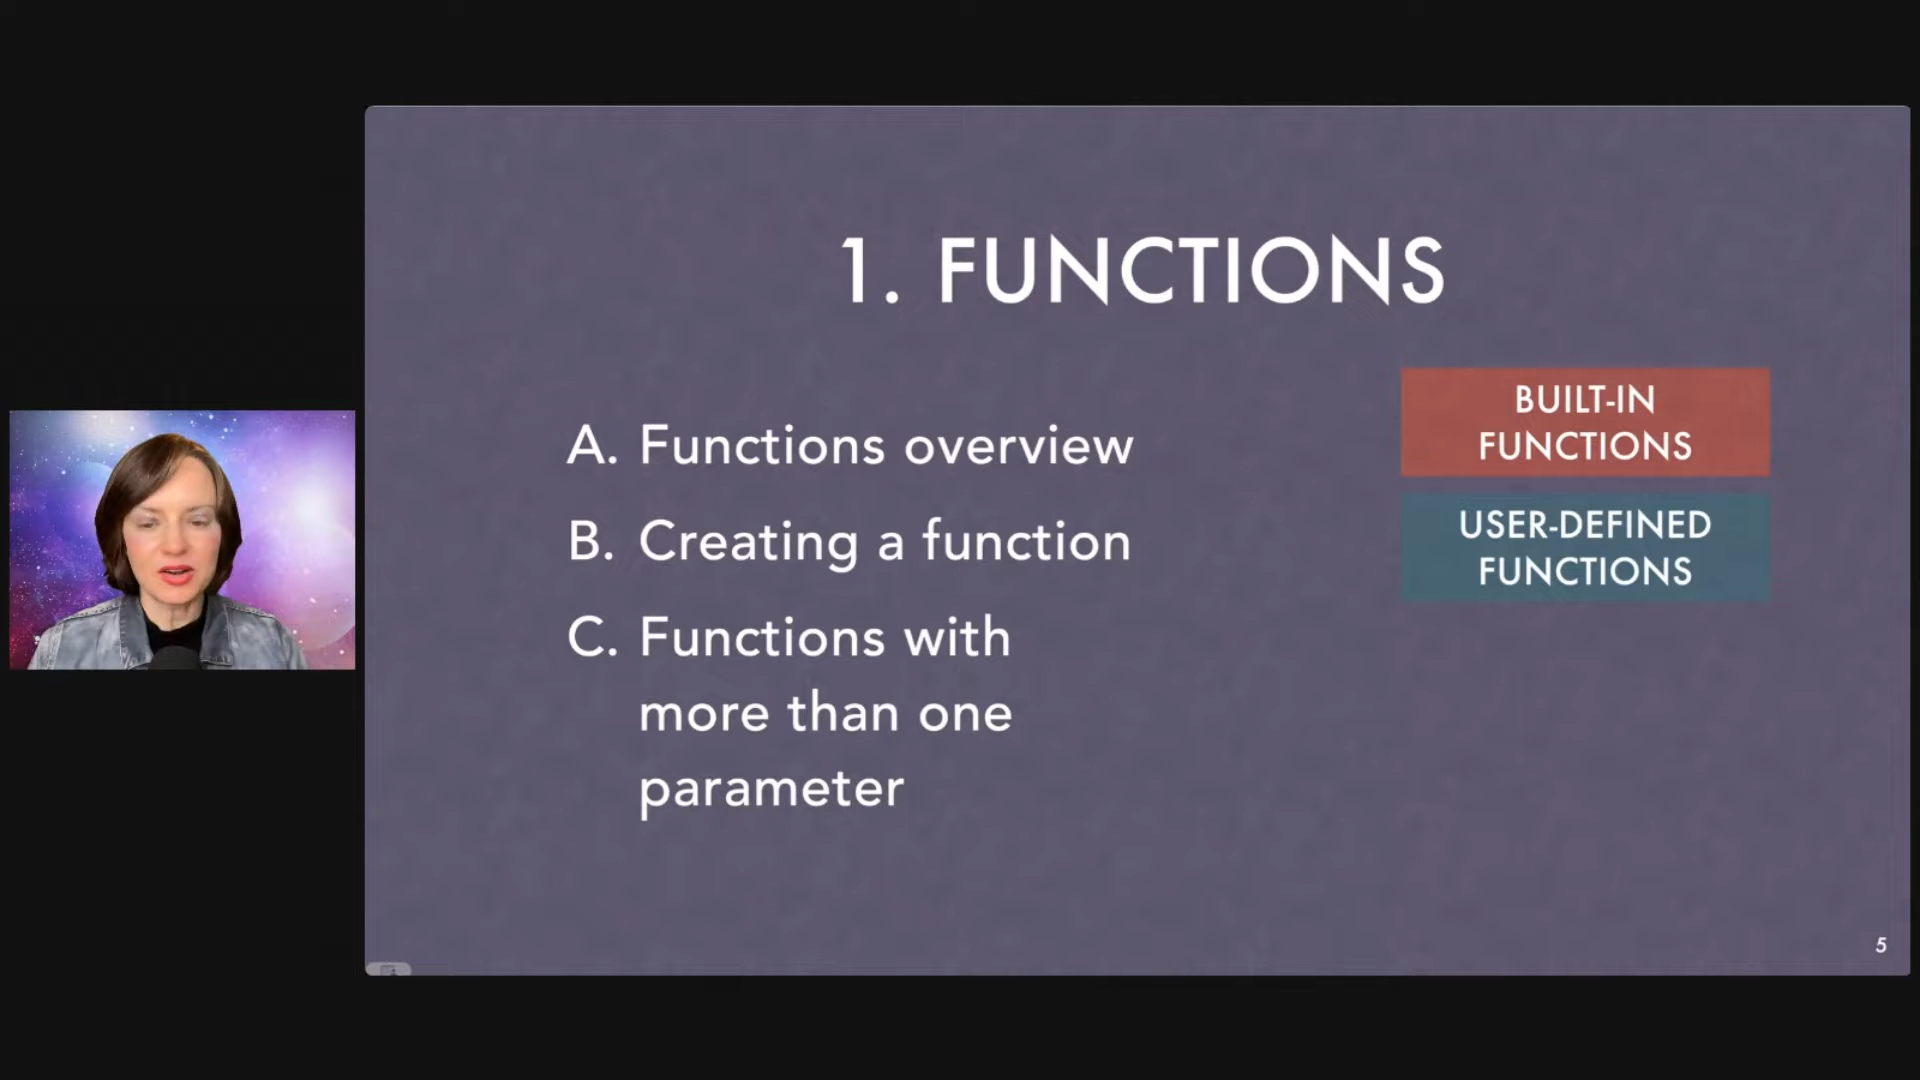 1. FUNCTIONS
A. Functions overview
B. Creating a function
C. Functions with
more than one
parameter
BUILT-IN
FUNCTIONS
USER-DEFINED
FUNCTIONS
5